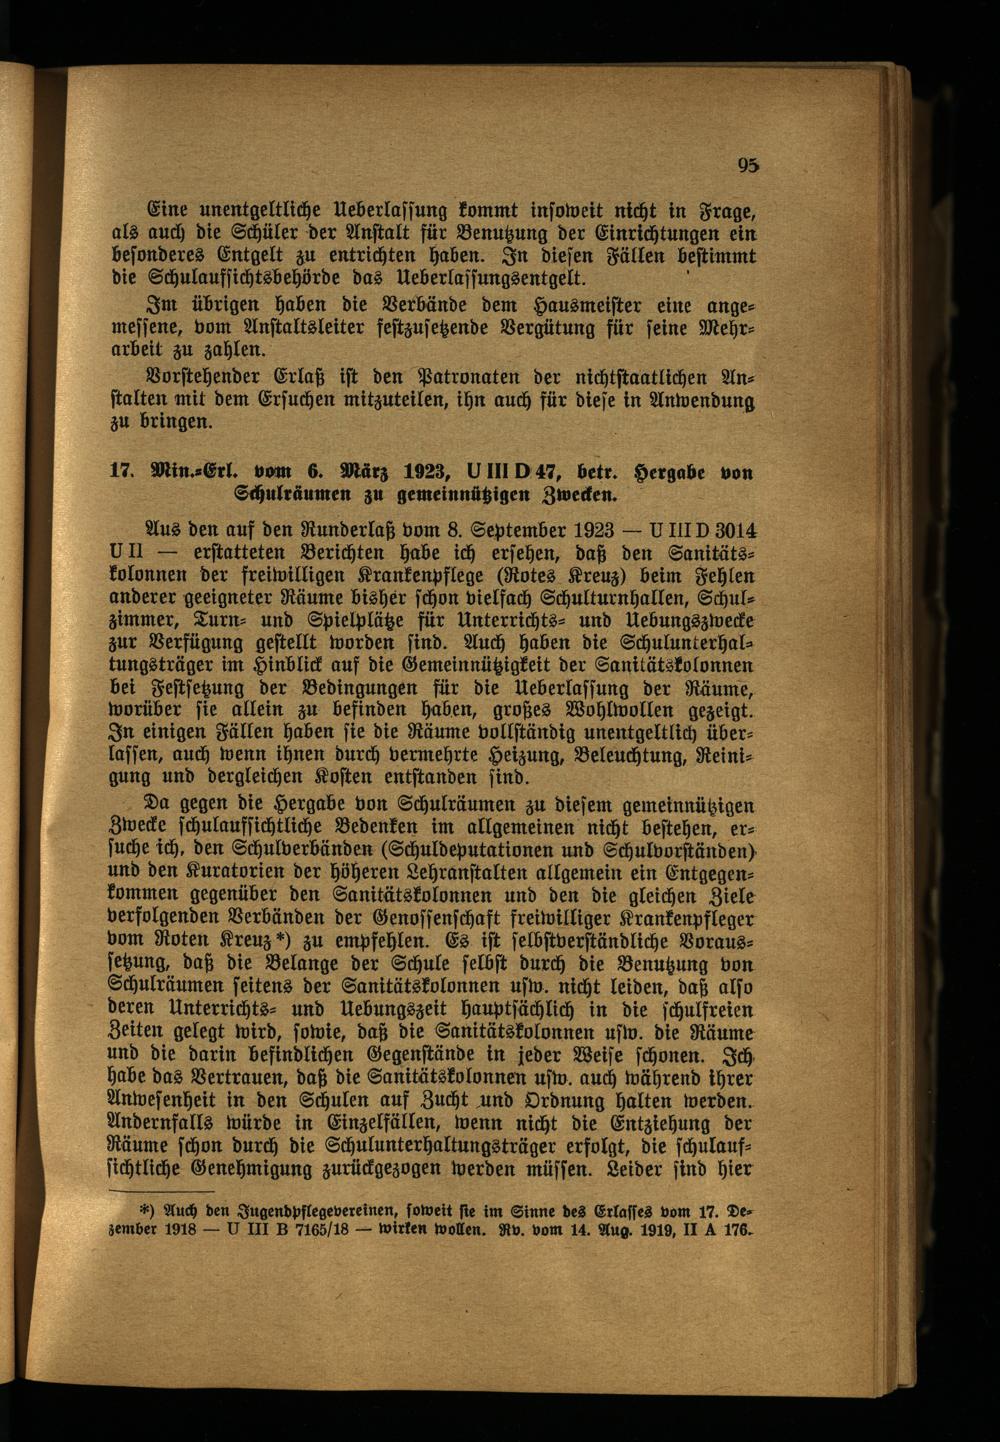 95
Eine unentgeltliche Ueberlassung kommt insoweit nicht in Frage,
als auch die Schüler der Anstalt für Benutzung der Einrichtungen ein
besonderes Entgelt zu entrichten haben. In diesen Fällen bestimmt
die Schulaufsichtsbehörde das Ueberlassungsentgelt.
Im übrigen haben die Verbände dem Hausmeister eine ange-
messene, vom Anstaltsleiter festzusetzende Vergütung für seine Mehr-
arbeit zu zahlen.
Vorstehender Erlaß ist den Patronaten der nichtstaatlichen An-
stalten mit dem Ersuchen mitzuteilen, ihn auch für diese in Anwendung
zu bringen.
17. Min.-Erl. vom 6. März 1923, U III D 47, betr. Hergabe von
Schulräumen zu gemeinnützigen Zwecken.
Aus den auf den Runderlaß vom 8. September 1923 — U III D 3014
U II — erstatteten Berichten habe ich ersehen, daß den Sanitäts-
kolonnen der freiwilligen Krankenpflege (Rotes Kreuz) beim Fehlen
anderer geeigneter Räume bisher schon vielfach Schulturnhallen, Schul-
zimmer, Turn- und Spielplätze für Unterrichts- und Uebungszwecke
zur Verfügung gestellt worden sind. Auch haben die Schulunterhal-
tungsträger im Hinblick auf die Gemeinnützigkeit der Sanitätskolonnen
bei Festsetzung der Bedingungen für die Ueberlassung der Räume,
worüber sie allein zu befinden haben, großes Wohlwollen gezeigt.
In einigen Fällen haben sie die Räume vollständig unentgeltlich über-
lassen, auch wenn ihnen durch vermehrte Heizung, Beleuchtung, Reini-
gung und dergleichen Kosten entstanden sind.
Da gegen die Hergabe von Schulräumen zu diesem gemeinnützigen
Zwecke schulaufsichtliche Bedenken im allgemeinen nicht bestehen, er-
suche ich, den Schulverbänden (Schuldeputationen und Schulvorständen)
und den Kuratorien der höheren Lehranstalten allgemein ein Entgegen-
kommen gegenüber den Sanitätskolonnen und den die gleichen Ziele
verfolgenden Verbänden der Genossenschaft freiwilliger Krankenpfleger
vom Roten Kreuz *) zu empfehlen. Es ist selbstverständliche Voraus-
setzung, daß die Belange der Schule selbst durch die Benutzung von
Schulräumen seitens der Sanitätskolonnen usw. nicht leiden, daß also
deren Unterrichts- und Uebungszeit hauptsächlich in die schulfreien
Zeiten gelegt wird, sowie, daß die Sanitätskolonnen usw. die Räume
und die darin befindlichen Gegenstände in jeder Weise schonen. Ich
habe das Vertrauen, daß die Sanitätskolonnen usw. auch während ihrer
Anwesenheit in den Schulen auf Zucht und Ordnung halten werden.
Andernfalls würde in Einzelfällen, wenn nicht die Entziehung der
Räume schon durch die Schulunterhaltungsträger erfolgt, die schulauf-
sichtliche Genehmigung zurückgezogen werden müssen. Leider sind hier
*) Auch den Jugendpflegevereinen, soweit sie im Sinne des Erlasses vom 17. De-
zember 1918 — U III B 7165/18 — wirken wollen. Rv. vom 14. Aug. 1919, II A 176.